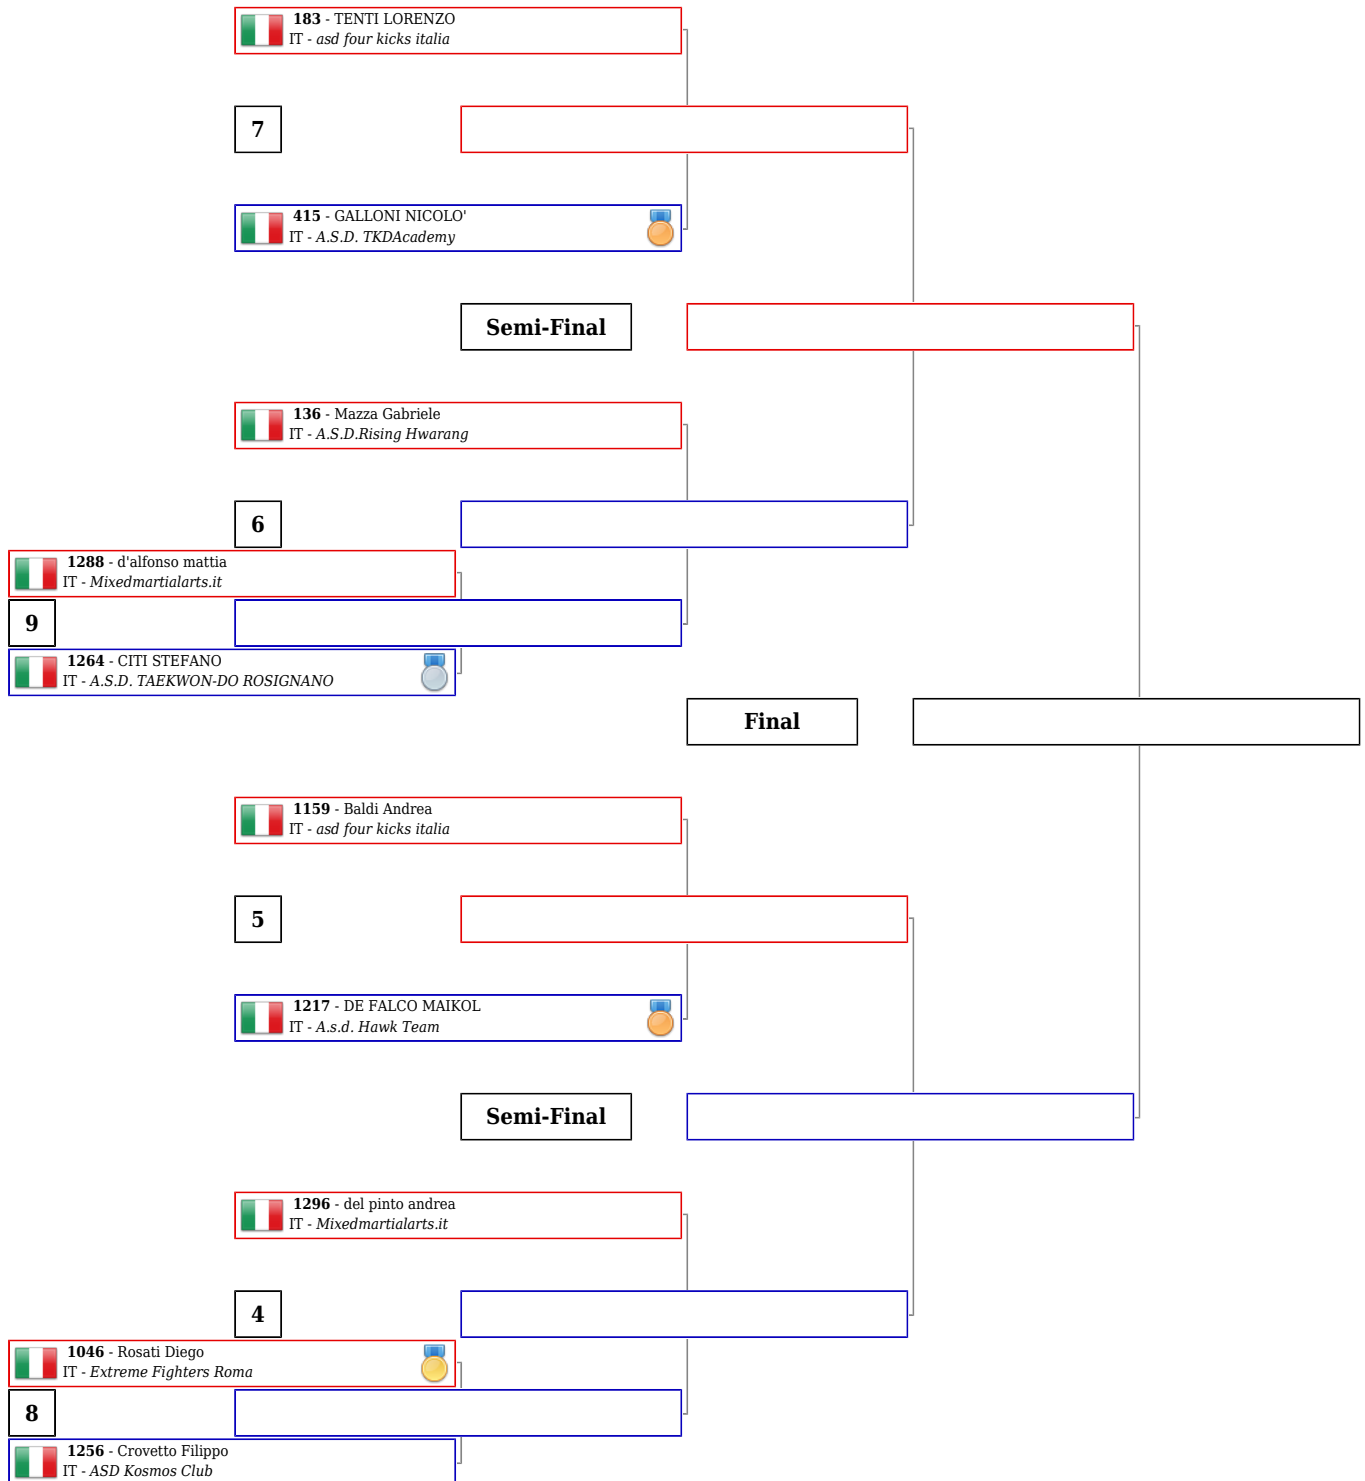 183 - TENTI LORENZO
IT - asd four kicks italia
7
415 - GALLONI NICOLO'
IT - A.S.D. TKDAcademy
Semi-Final
136 - Mazza Gabriele
IT - A.S.D.Rising Hwarang
6
1288 - d'alfonso mattia
IT - Mixedmartialarts.it
9
1264 - CITI STEFANO
IT - A.S.D. TAEKWON-DO ROSIGNANO
Final
1159 - Baldi Andrea
IT - asd four kicks italia
5
1217 - DE FALCO MAIKOL
IT - A.s.d. Hawk Team
Semi-Final
1296 - del pinto andrea
IT - Mixedmartialarts.it
4
1046 - Rosati Diego
IT - Extreme Fighters Roma
8
1256 - Crovetto Filippo
IT - ASD Kosmos Club